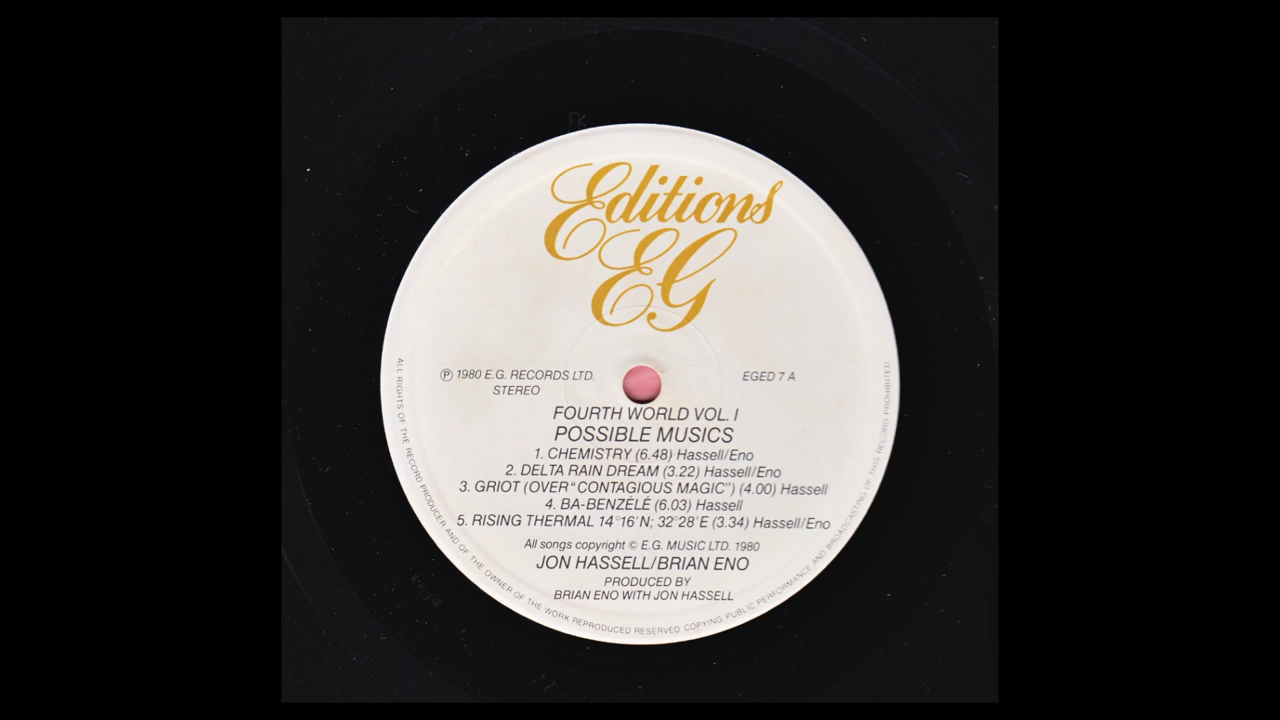 Editions
EG
Ⓟ 1980 E.G. RECORDS LTD.
STEREO
EGED 7 A
FOURTH WORLD VOL. I
POSSIBLE MUSICS
1. CHEMISTRY (6.48) Hassell/Eno
2. DELTA RAIN DREAM (3.22) Hassell/Eno
3. GRIOT (OVER “CONTAGIOUS MAGIC”) (4.00) Hassell
4. BA-BENZÉLÉ (6.03) Hassell
5. RISING THERMAL 14°16′N; 32°28′E (3.34) Hassell/Eno
All songs copyright © E.G. MUSIC LTD. 1980
JON HASSELL/BRIAN ENO
PRODUCED BY
BRIAN ENO WITH JON HASSELL
ALL RIGHTS OF THE RECORD PRODUCER AND OF THE OWNER OF THE WORK REPRODUCED RESERVED COPYING, PUBLIC PERFORMANCE AND BROADCASTING OF THIS RECORD PROHIBITED